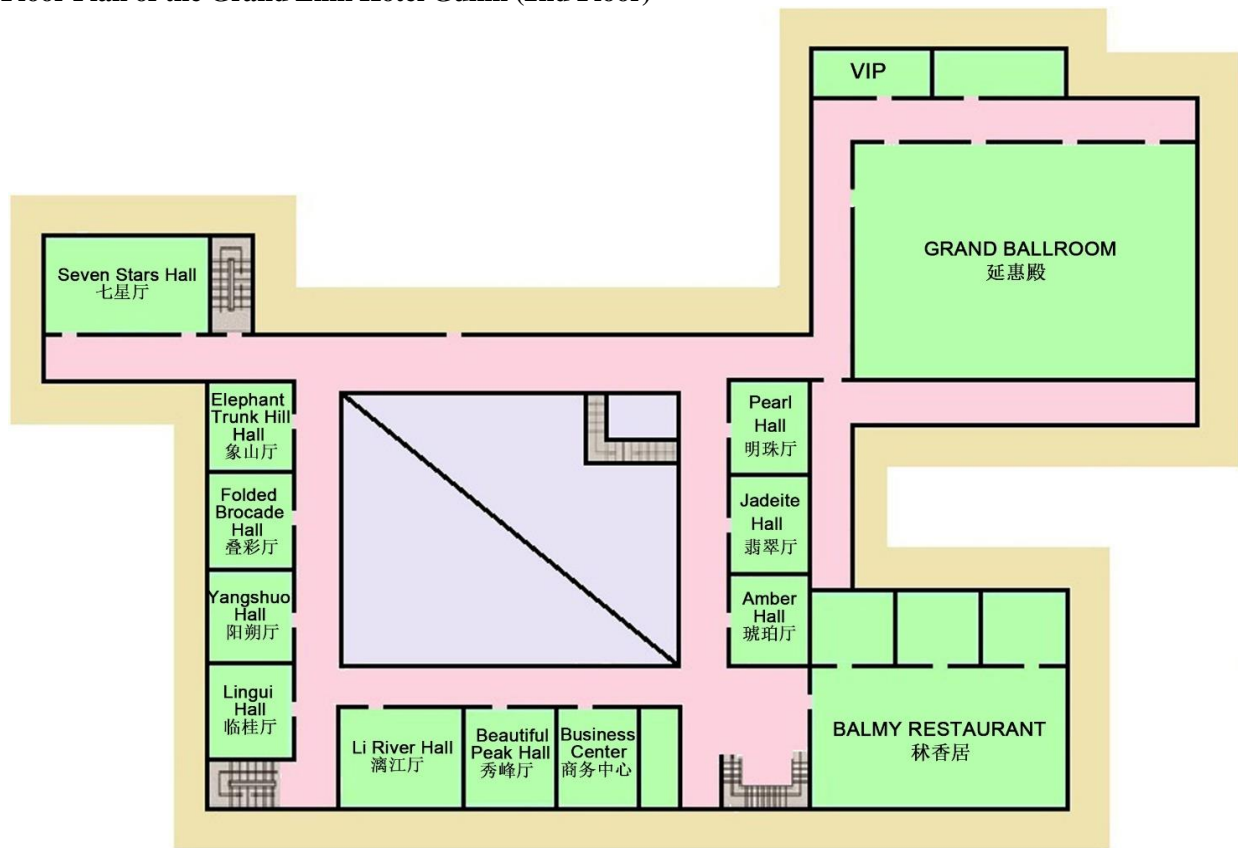 Floor Plan of the Grand Hotel Guilin (2nd Floor)
VIP
GRAND BALLROOM
延惠殿
Seven Stars Hall
七星厅
Elephant
Trunk Hill
Hall
象山厅
Pearl
Hall
明珠厅
Folded
Brocade
Hall
叠彩厅
Jadeite
Hall
翡翠厅
Yangshuo
Hall
阳朔厅
Amber
Hall
琥珀厅
Lingui
Hall
临桂厅
Li River Hall
漓江厅
Beautiful
Peak Hall
秀峰厅
Business
Center
商务中心
BALMY RESTAURANT
香居